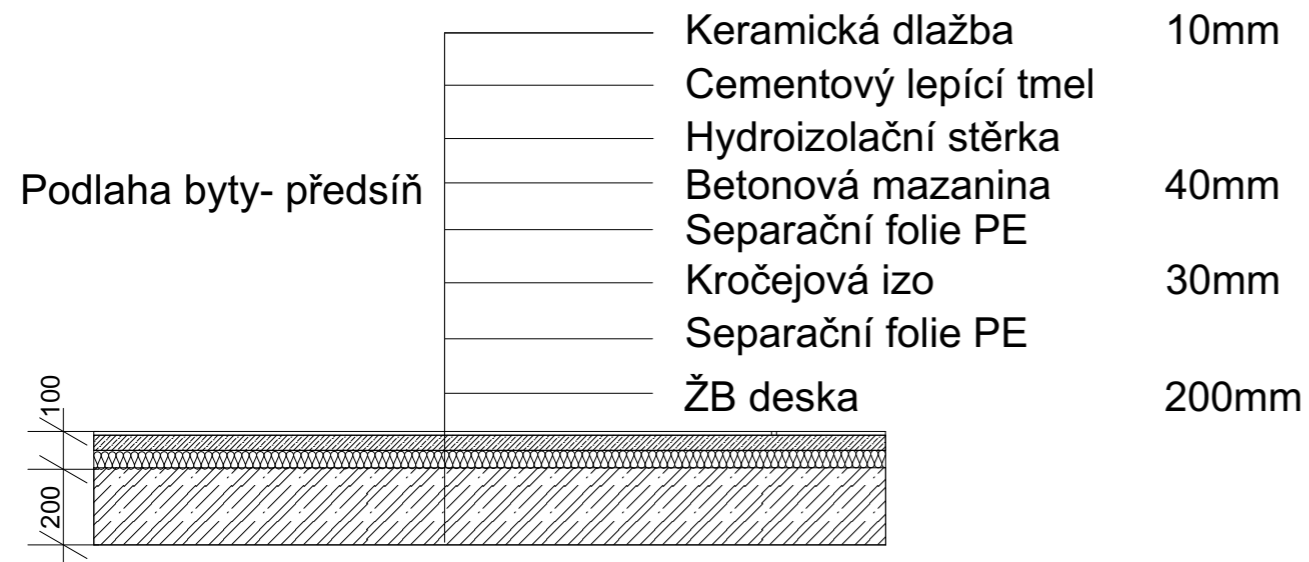 Keramická dlažba 10mm
Cementový lepící tmel
Hydroizolační stěrka
Podlaha byty- předsíň
Betonová mazanina 40mm
Separační folie PE
Kročejová izo 30mm
Separační folie PE
ŽB deska 200mm
100
200